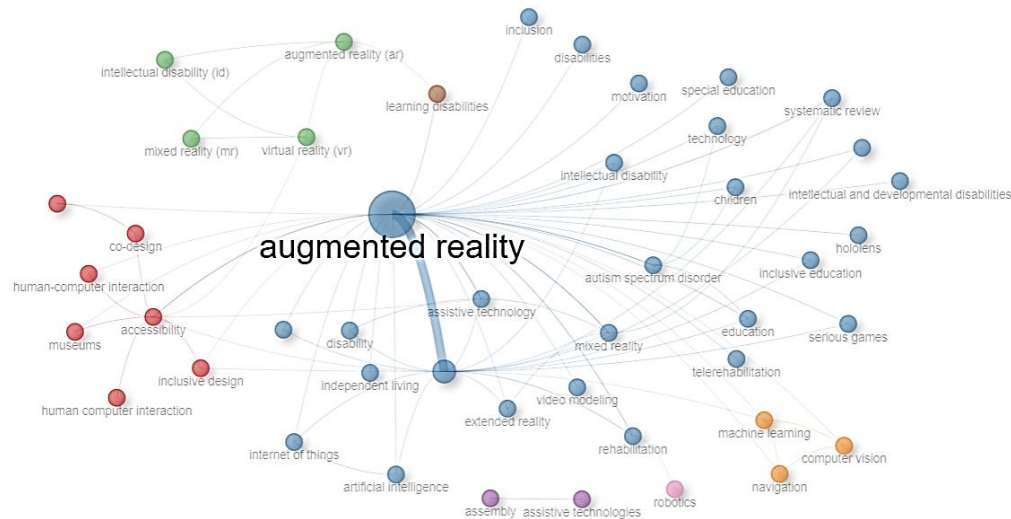 inclusion
augmented reality (ar)
disabilities
intellectual disability (id)
motivation
special education
learning disabilities
systematic review
technology
mixed reality (mr)
virtual reality (vr)
intellectual disability
children
intellectual and developmental disabilities
co-design
augmented reality
hololens
human-computer interaction
autism spectrum disorder
inclusive education
assistive technology
accessibility
museums
disability
mixed reality
education
serious games
inclusive design
independent living
telerehabilitation
human computer interaction
video modeling
extended reality
machine learning
internet of things
rehabilitation
computer vision
artificial intelligence
navigation
assembly
assistive technologies
robotics